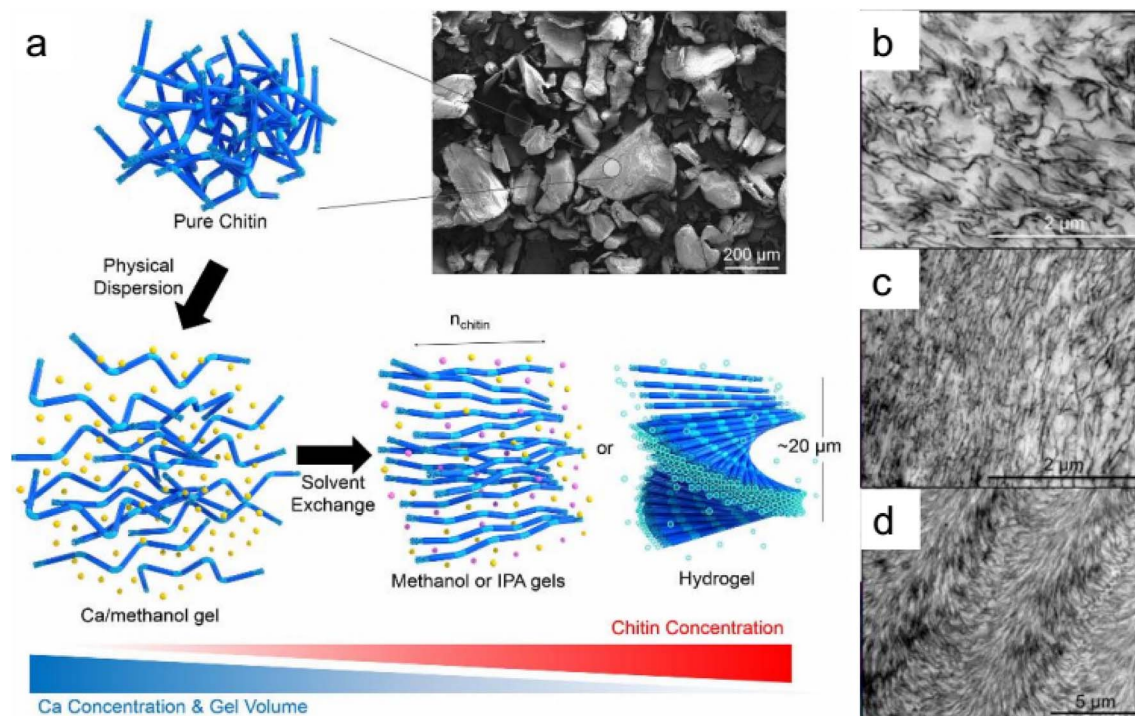 a
Pure Chitin
200 μm
Physical
Dispersion
n chitin
~20 μm
or
Solvent
Exchange
Methanol or IPA gels
Hydrogel
Ca/methanol gel
Chitin Concentration
Ca Concentration & Gel Volume
b
2 μm
c
2 μm
d
5 μm